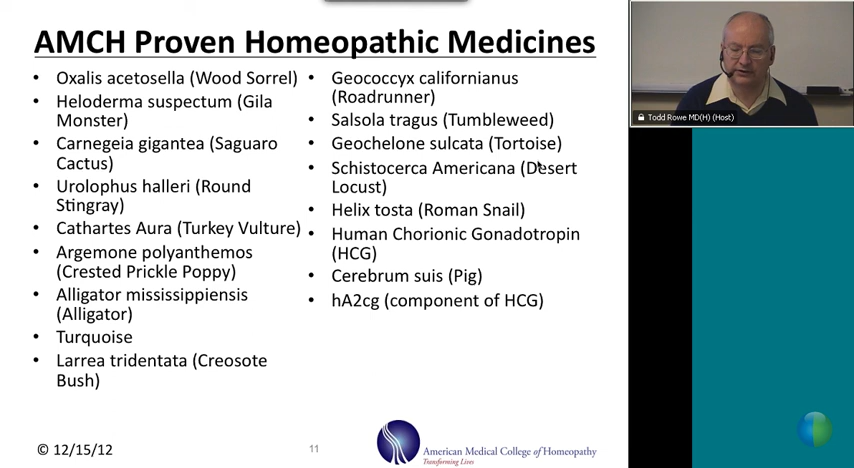 AMCH Proven Homeopathic Medicines
• Oxalis acetosella (Wood Sorrel)
• Heloderma suspectum (Gila
Monster)
• Carnegeia gigantea (Saguaro
Cactus)
• Urolophus halleri (Round
Stingray)
• Cathartes Aura (Turkey Vulture)
• Argemone polyanthemos
(Crested Prickle Poppy)
• Alligator mississippiensis
(Alligator)
• Turquoise
• Larrea tridentata (Creosote
Bush)
• Geococcyx californianus
(Roadrunner)
• Salsola tragus (Tumbleweed)
• Geochelone sulcata (Tortoise)
• Schistocerca Americana (Desert
Locust)
• Helix tosta (Roman Snail)
• Human Chorionic Gonadotropin
(HCG)
• Cerebrum suis (Pig)
• hA2cg (component of HCG)
© 12/15/12
11
American Medical College of Homeopathy
Transforming Lives
Todd Rowe MD(H) (Host)